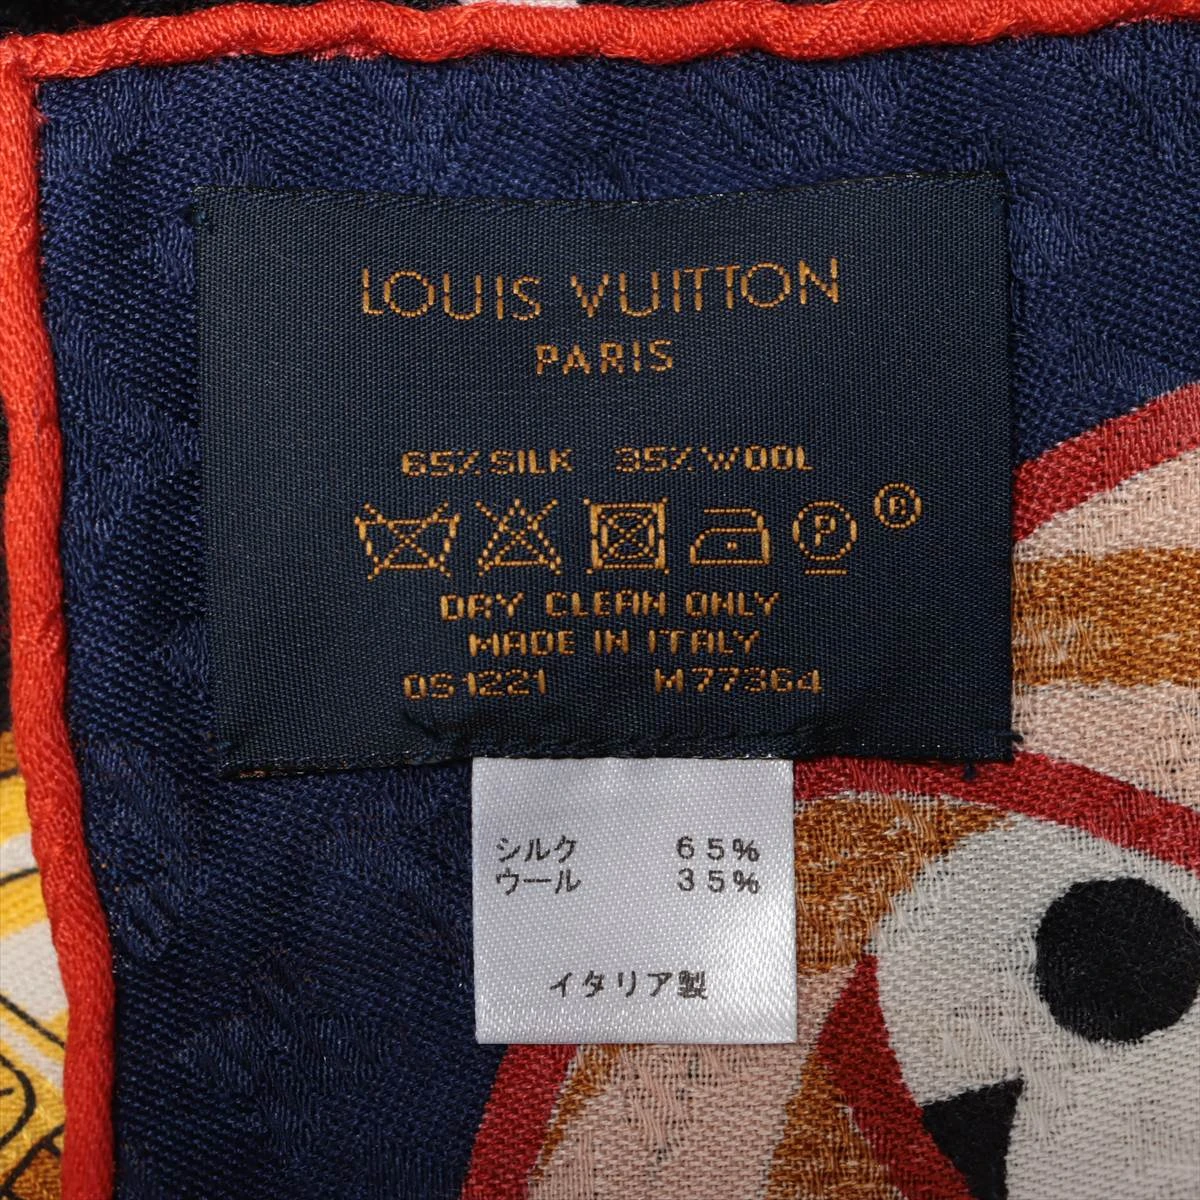 LOUIS VUITTON
PARIS
65% SILK 35% WOOL
P ®
DRY CLEAN ONLY
MADE IN ITALY
DS1221 M77364
シルク 65%
ウール 35%
イタリア製